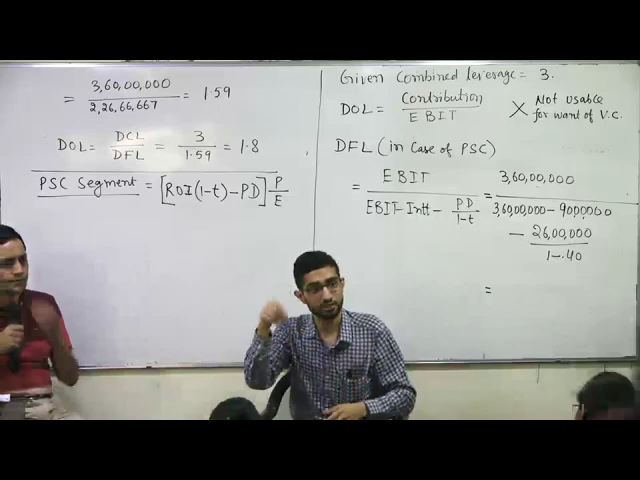 = 3,60,00,000 / 2,26,66,667 = 1.59
DOL = DCL / DFL = 3 / 1.59 = 1.8
PSC Segment = [ROI(1-t)-PD] P/E
Given Combined leverage = 3.
DOL = Contribution / EBIT X Not usable
for want of V.C.
DFL (in Case of PSC)
= EBIT / EBIT-Intt - PD/1-t = 3,60,00,000 / 3,60,00,000 - 9000000
- 26,00,000 / 1-.40
=